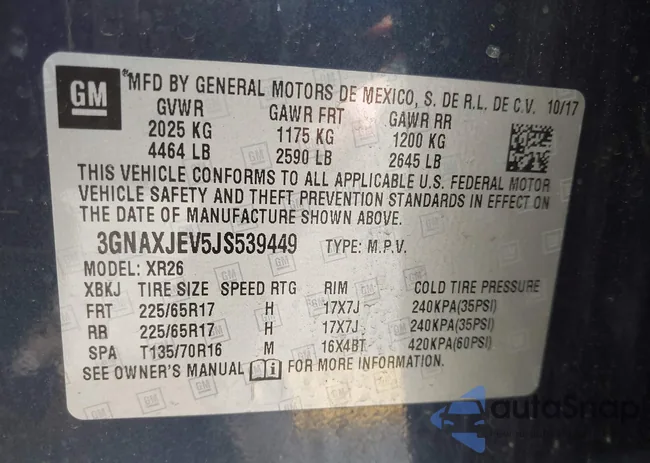 GM
MFD BY GENERAL MOTORS DE MEXICO, S. DE R.L. DE C.V. 10/17
GVWR GAWR FRT GAWR RR
2025 KG 1175 KG 1200 KG
4464 LB 2590 LB 2645 LB
THIS VEHICLE CONFORMS TO ALL APPLICABLE U.S. FEDERAL MOTOR
VEHICLE SAFETY AND THEFT PREVENTION STANDARDS IN EFFECT ON
THE DATE OF MANUFACTURE SHOWN ABOVE.
3GNAXJEV5JS539449 TYPE: M.P.V.
MODEL: XR26
XBKJ TIRE SIZE SPEED RTG RIM COLD TIRE PRESSURE
FRT 225/65R17 H 17X7J 240KPA(35PSI)
RR 225/65R17 H 17X7J 240KPA(35PSI)
SPA T135/70R16 M 16X4BT 420KPA(60PSI)
SEE OWNER'S MANUAL FOR MORE INFORMATION.
autoSnap